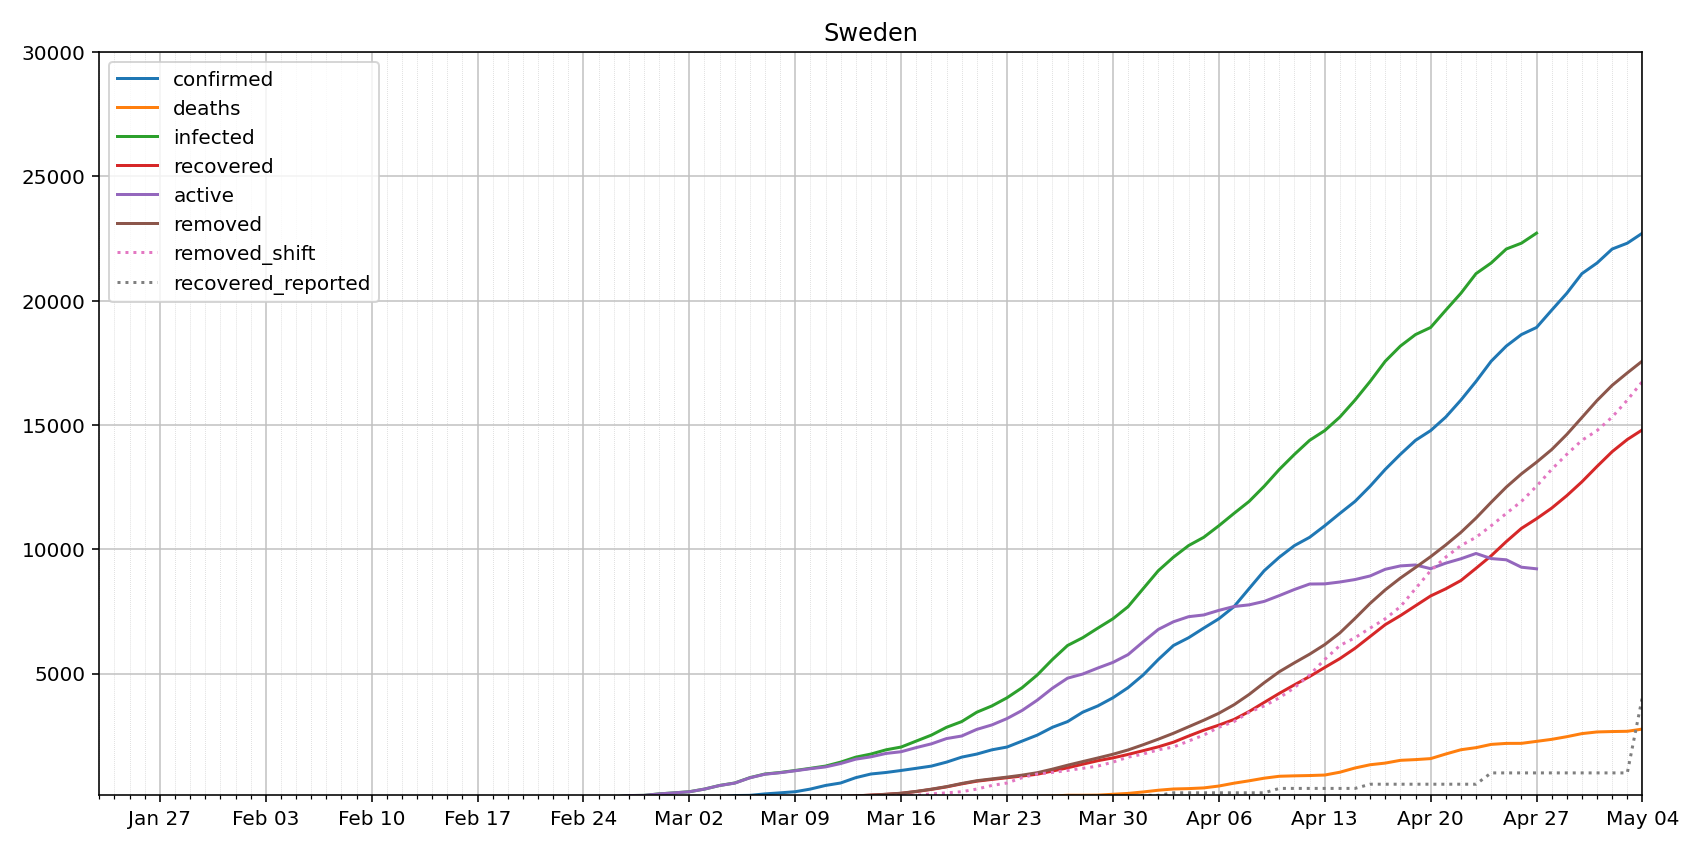 Sweden
30000
25000
20000
15000
10000
5000
confirmed
deaths
infected
recovered
active
removed
removed_shift
recovered_reported
Jan 27 Feb 03 Feb 10 Feb 17 Feb 24 Mar 02 Mar 09 Mar 16 Mar 23 Mar 30 Apr 06 Apr 13 Apr 20 Apr 27 May 04